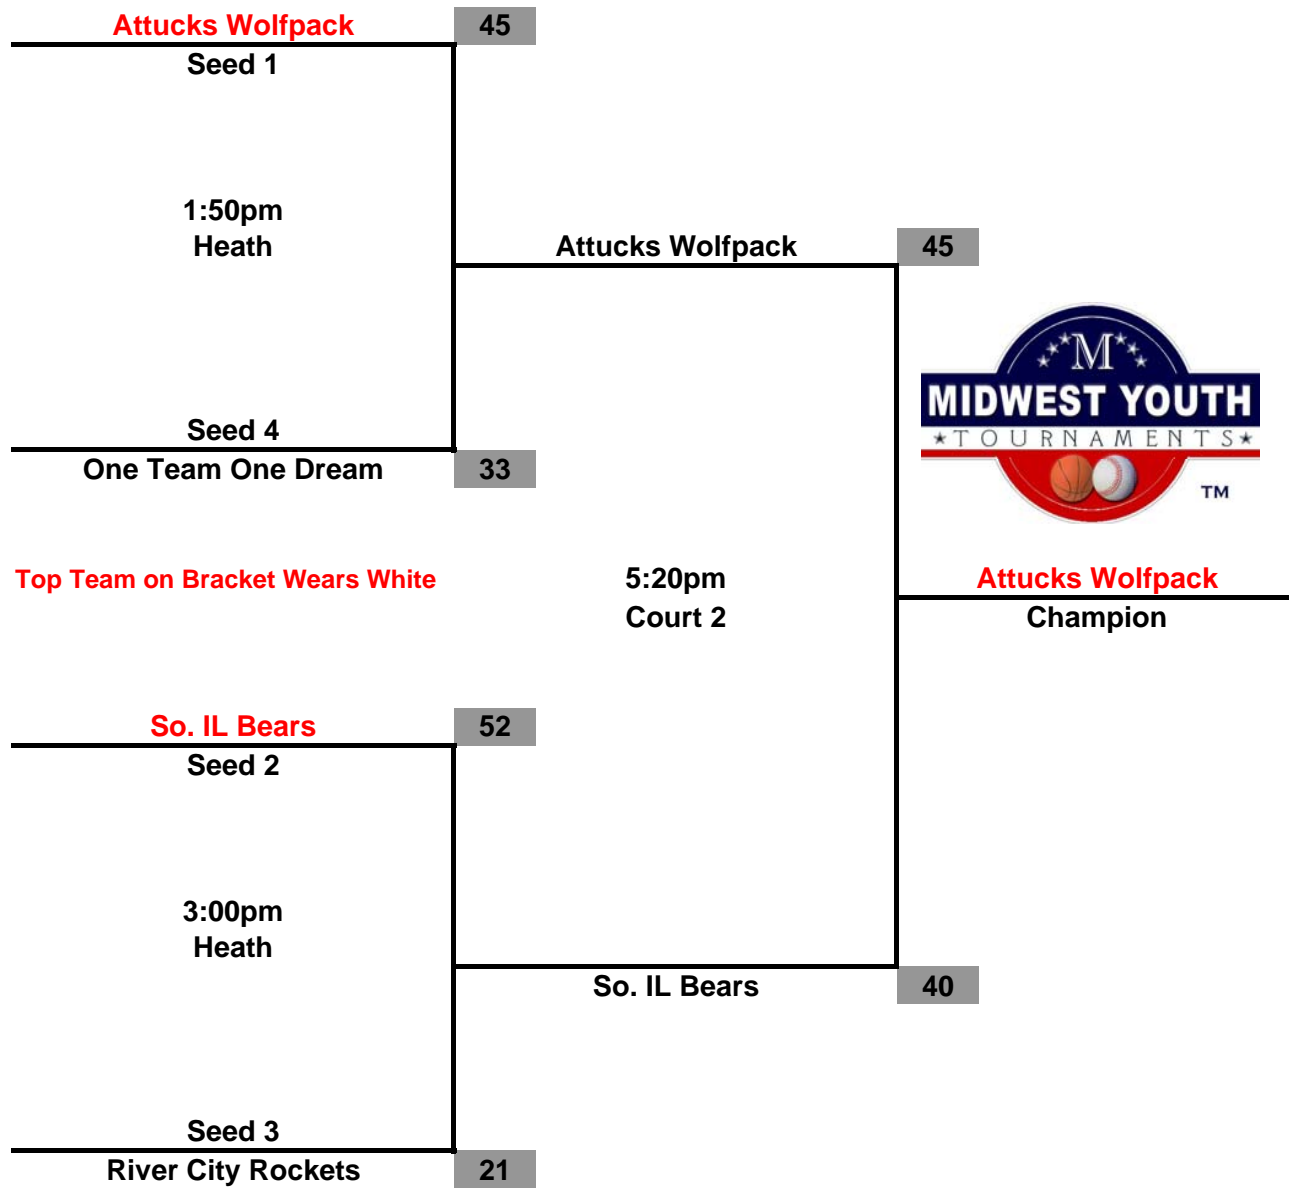 Attucks Wolfpack 45
Seed 1
1:50pm
Heath
Attucks Wolfpack 45
M
MIDWEST YOUTH
★TOURNAMENTS★
TM
Seed 4
One Team One Dream 33
Top Team on Bracket Wears White
5:20pm
Court 2
Attucks Wolfpack
Champion
So. IL Bears 52
Seed 2
3:00pm
Heath
So. IL Bears 40
Seed 3
River City Rockets 21